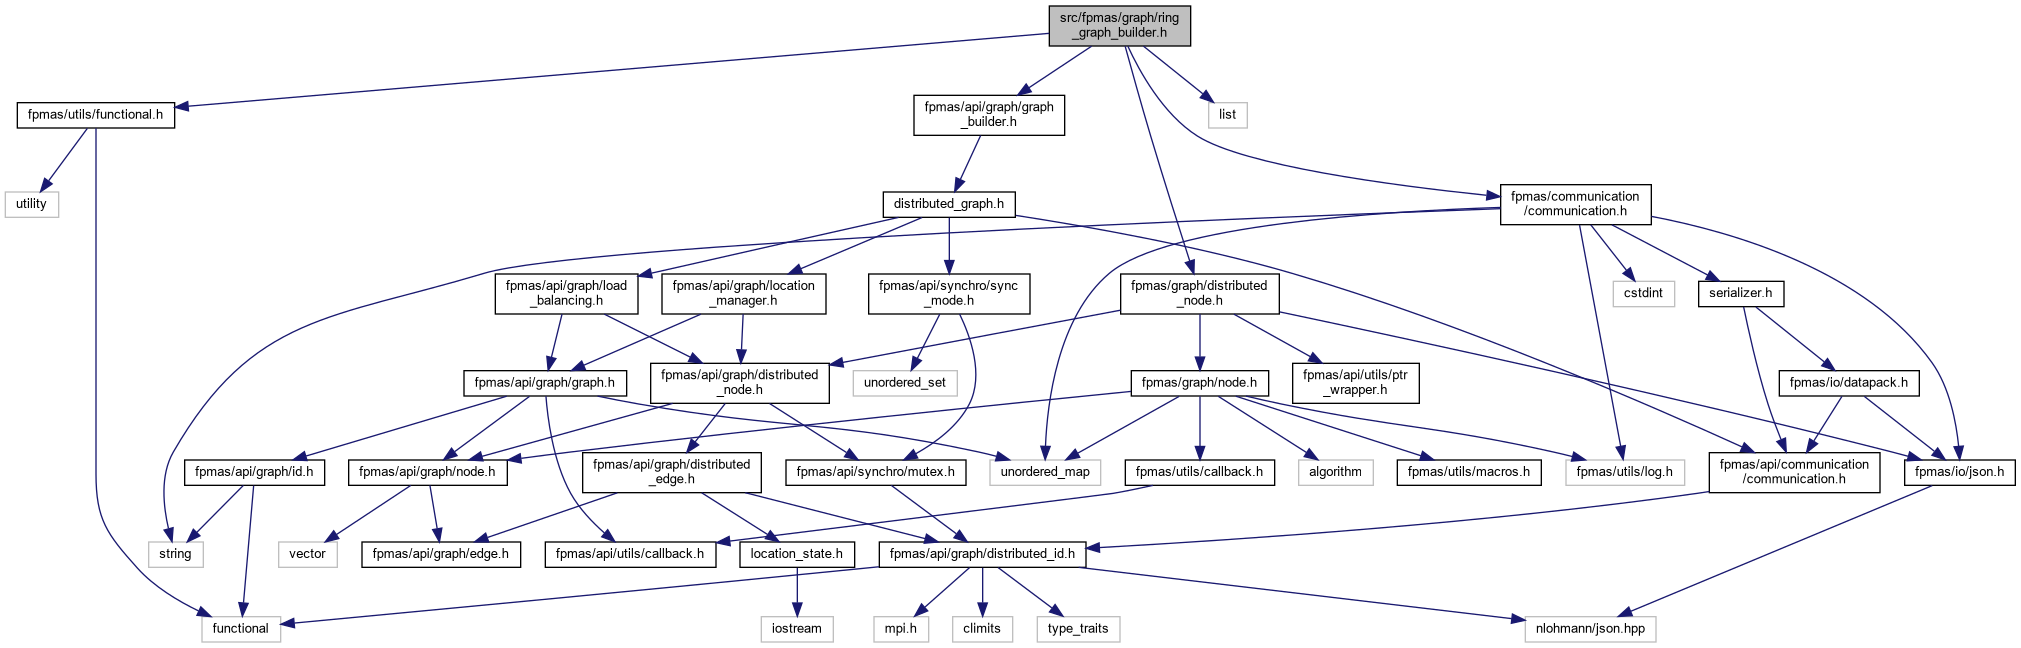 src/fpmas/graph/ring
_graph_builder.h
fpmas/utils/functional.h
fpmas/api/graph/graph
_builder.h
list
utility
distributed_graph.h
fpmas/communication
/communication.h
fpmas/api/graph/load
_balancing.h
fpmas/api/graph/location
_manager.h
fpmas/api/synchro/sync
_mode.h
fpmas/graph/distributed
_node.h
cstdint
serializer.h
fpmas/api/graph/graph.h
fpmas/api/graph/distributed
_node.h
unordered_set
fpmas/graph/node.h
fpmas/api/utils/ptr
_wrapper.h
fpmas/io/datapack.h
fpmas/api/graph/id.h
fpmas/api/graph/node.h
fpmas/api/graph/distributed
_edge.h
fpmas/api/synchro/mutex.h
unordered_map
fpmas/utils/callback.h
algorithm
fpmas/utils/macros.h
fpmas/utils/log.h
fpmas/api/communication
/communication.h
fpmas/io/json.h
string
vector
fpmas/api/graph/edge.h
fpmas/api/utils/callback.h
location_state.h
fpmas/api/graph/distributed_id.h
functional
iostream
mpi.h
climits
type_traits
nlohmann/json.hpp